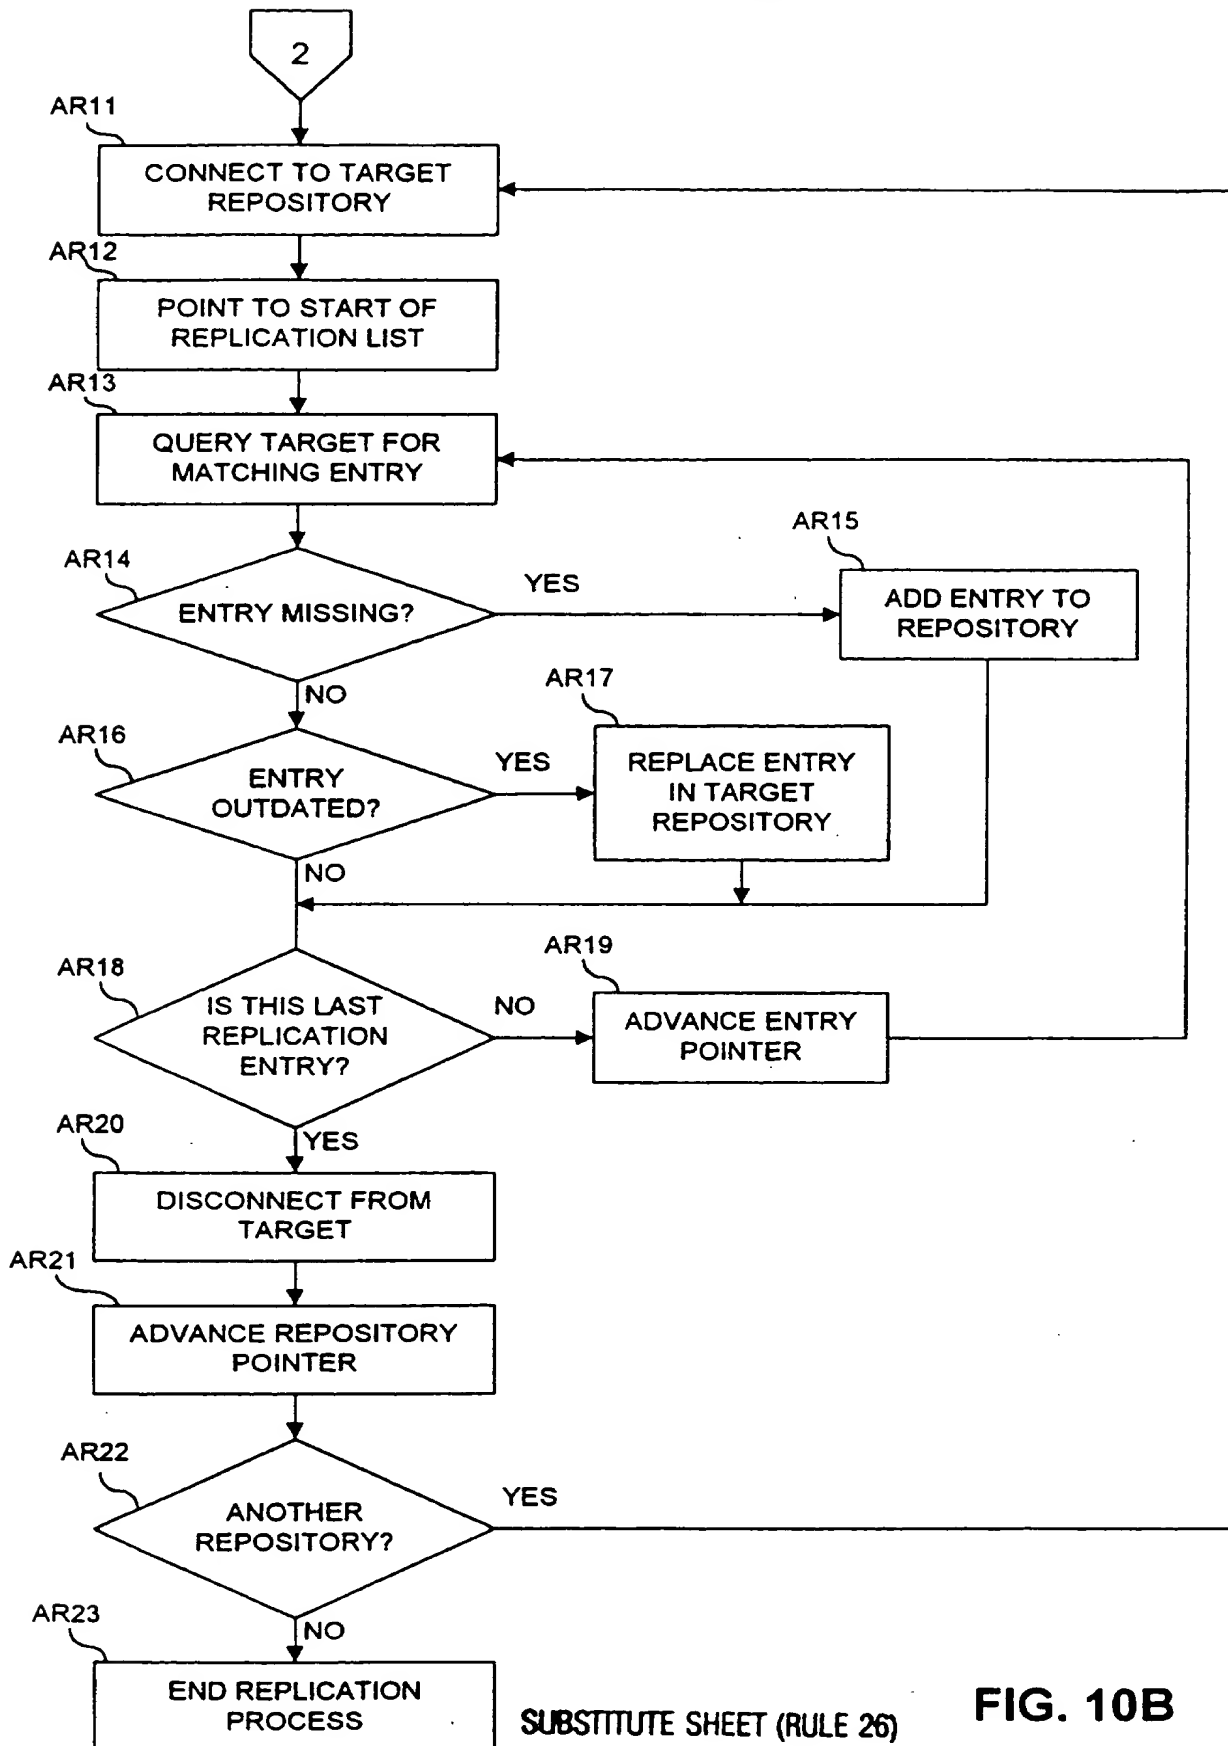 2
AR11
CONNECT TO TARGET
REPOSITORY
AR12
POINT TO START OF
REPLICATION LIST
AR13
QUERY TARGET FOR
MATCHING ENTRY
AR14
ENTRY MISSING?
YES
AR15
ADD ENTRY TO
REPOSITORY
NO
AR16
ENTRY
OUTDATED?
YES
AR17
REPLACE ENTRY
IN TARGET
REPOSITORY
NO
AR18
IS THIS LAST
REPLICATION
ENTRY?
NO
AR19
ADVANCE ENTRY
POINTER
YES
AR20
DISCONNECT FROM
TARGET
AR21
ADVANCE REPOSITORY
POINTER
AR22
ANOTHER
REPOSITORY?
YES
NO
AR23
END REPLICATION
PROCESS
SUBSTITUTE SHEET (RULE 26)
FIG. 10B